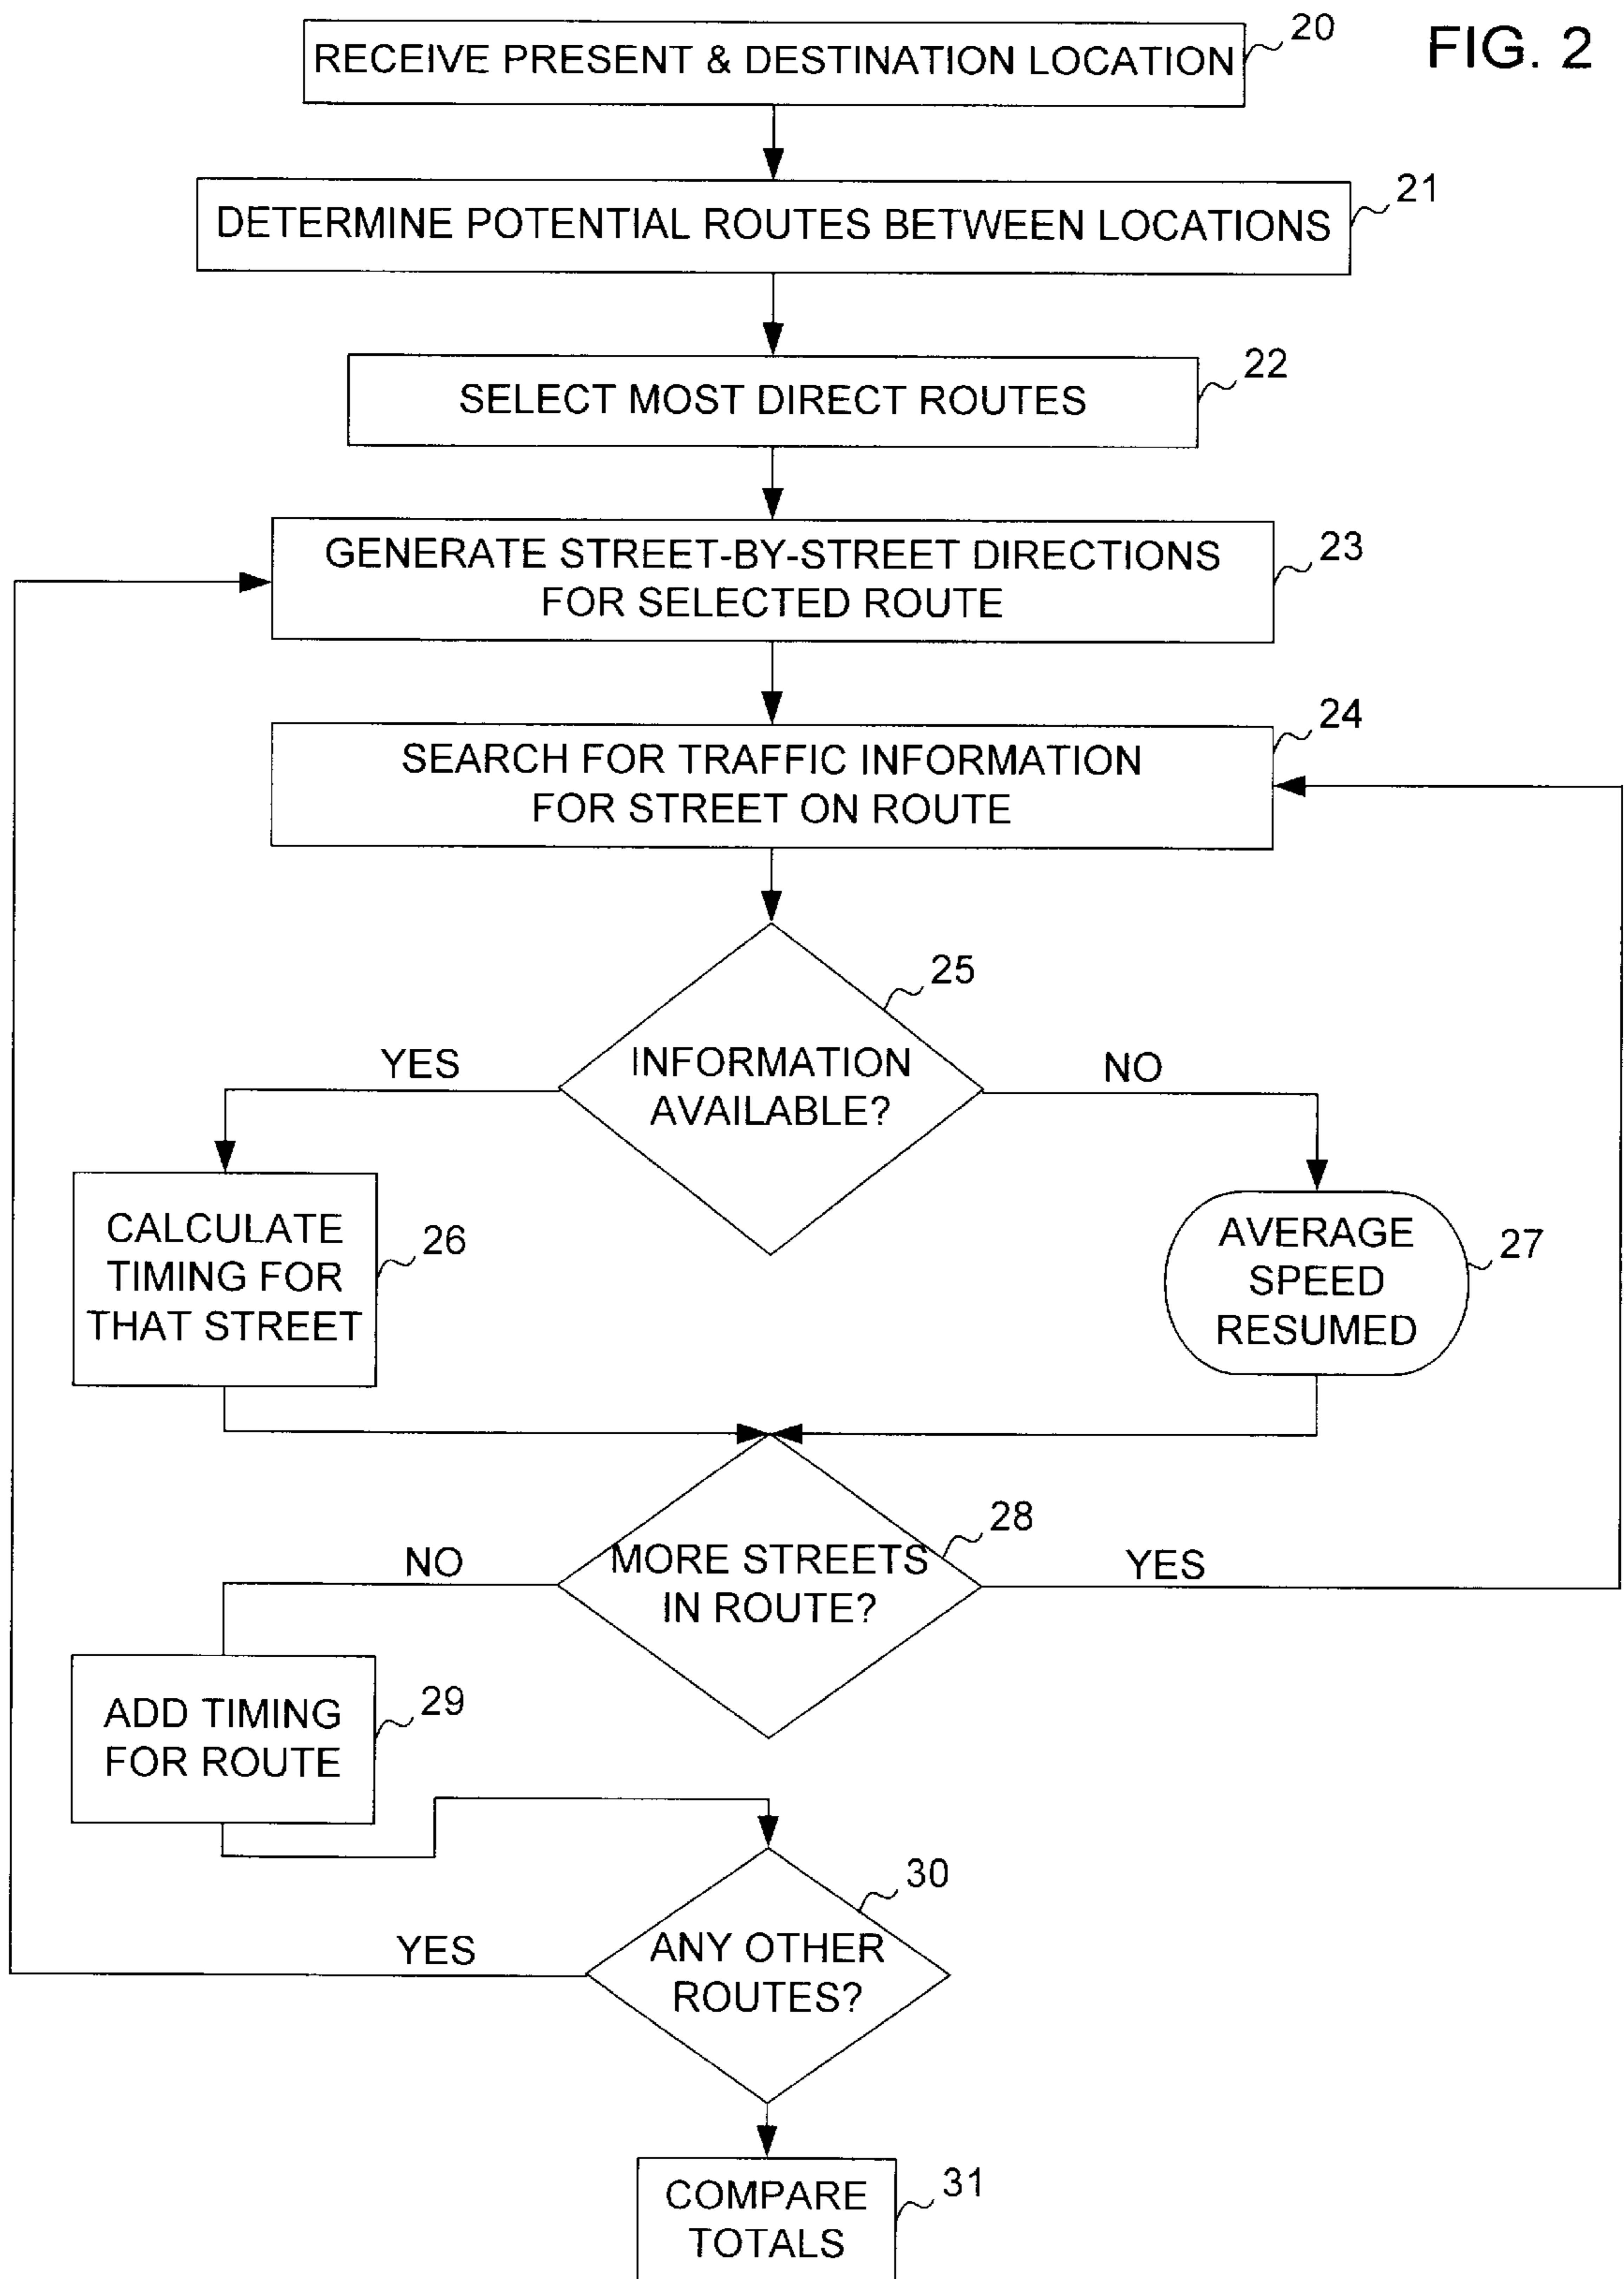 FIG. 2
RECEIVE PRESENT & DESTINATION LOCATION
20
DETERMINE POTENTIAL ROUTES BETWEEN LOCATIONS
21
SELECT MOST DIRECT ROUTES
22
GENERATE STREET-BY-STREET DIRECTIONS
FOR SELECTED ROUTE
23
SEARCH FOR TRAFFIC INFORMATION
FOR STREET ON ROUTE
24
25
INFORMATION
AVAILABLE?
YES
NO
CALCULATE
TIMING FOR
THAT STREET
26
AVERAGE
SPEED
RESUMED
27
28
MORE STREETS
IN ROUTE?
NO
YES
ADD TIMING
FOR ROUTE
29
30
ANY OTHER
ROUTES?
YES
COMPARE
TOTALS
31